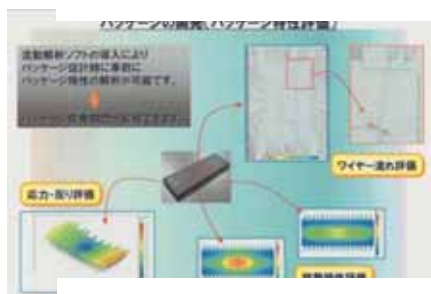 パッケージの開発(パッケージ特性評価)
流動解析ソフトの導入により
パッケージ設計時に事前に
パッケージ特性の解析が可能です。
ワイヤー流れ評価
応力・反り評価